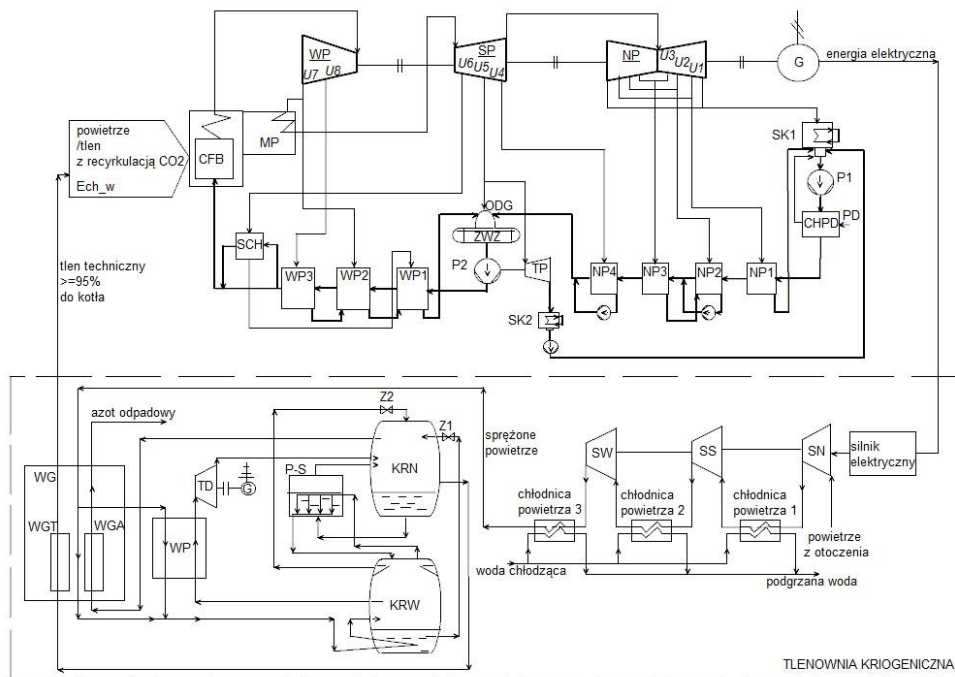 WP
U7 U8
SP
U6 U5 U4
NP
U3 U2 U1
G
energia elektryczna
powietrze
/tlen
z recyrkulacją CO2
Ech_w
CFB
MP
SK1
P1
CHPD
PD
ODG
ZWZ
SCH
WP3
WP2
WP1
P2
TP
NP4
NP3
NP2
NP1
SK2
tlen techniczny
>=95%
do kotła
azot odpadowy
Z2
Z1
KRN
sprężone
powietrze
SW
SS
SN
silnik
elektryczny
WG
TD
G
P-S
WGT
WGA
WP
KRW
chłodnica
powietrza 3
chłodnica
powietrza 2
chłodnica
powietrza 1
powietrze
z otoczenia
woda chłodząca
podgrzana woda
TLENOWNIA KRIOGENICZNA